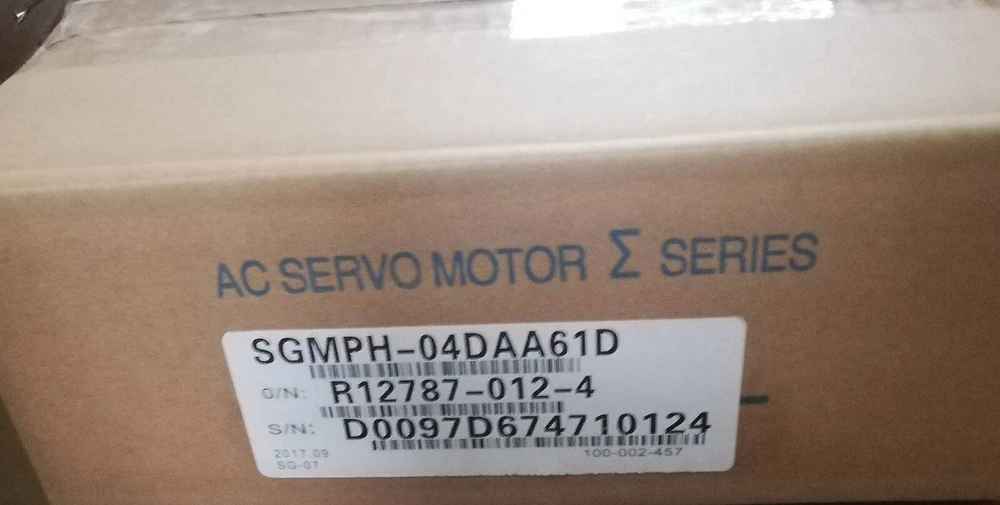 AC SERVO MOTOR Σ SERIES
SGMPH-04DAA61D
O/N: R12787-012-4
S/N: D0097D674710124
2017.09
100-002-457
SG-07